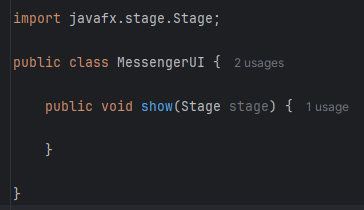 import javafx.stage.Stage;
public class MessengerUI { 2 usages
public void show(Stage stage) { 1 usage
}
}